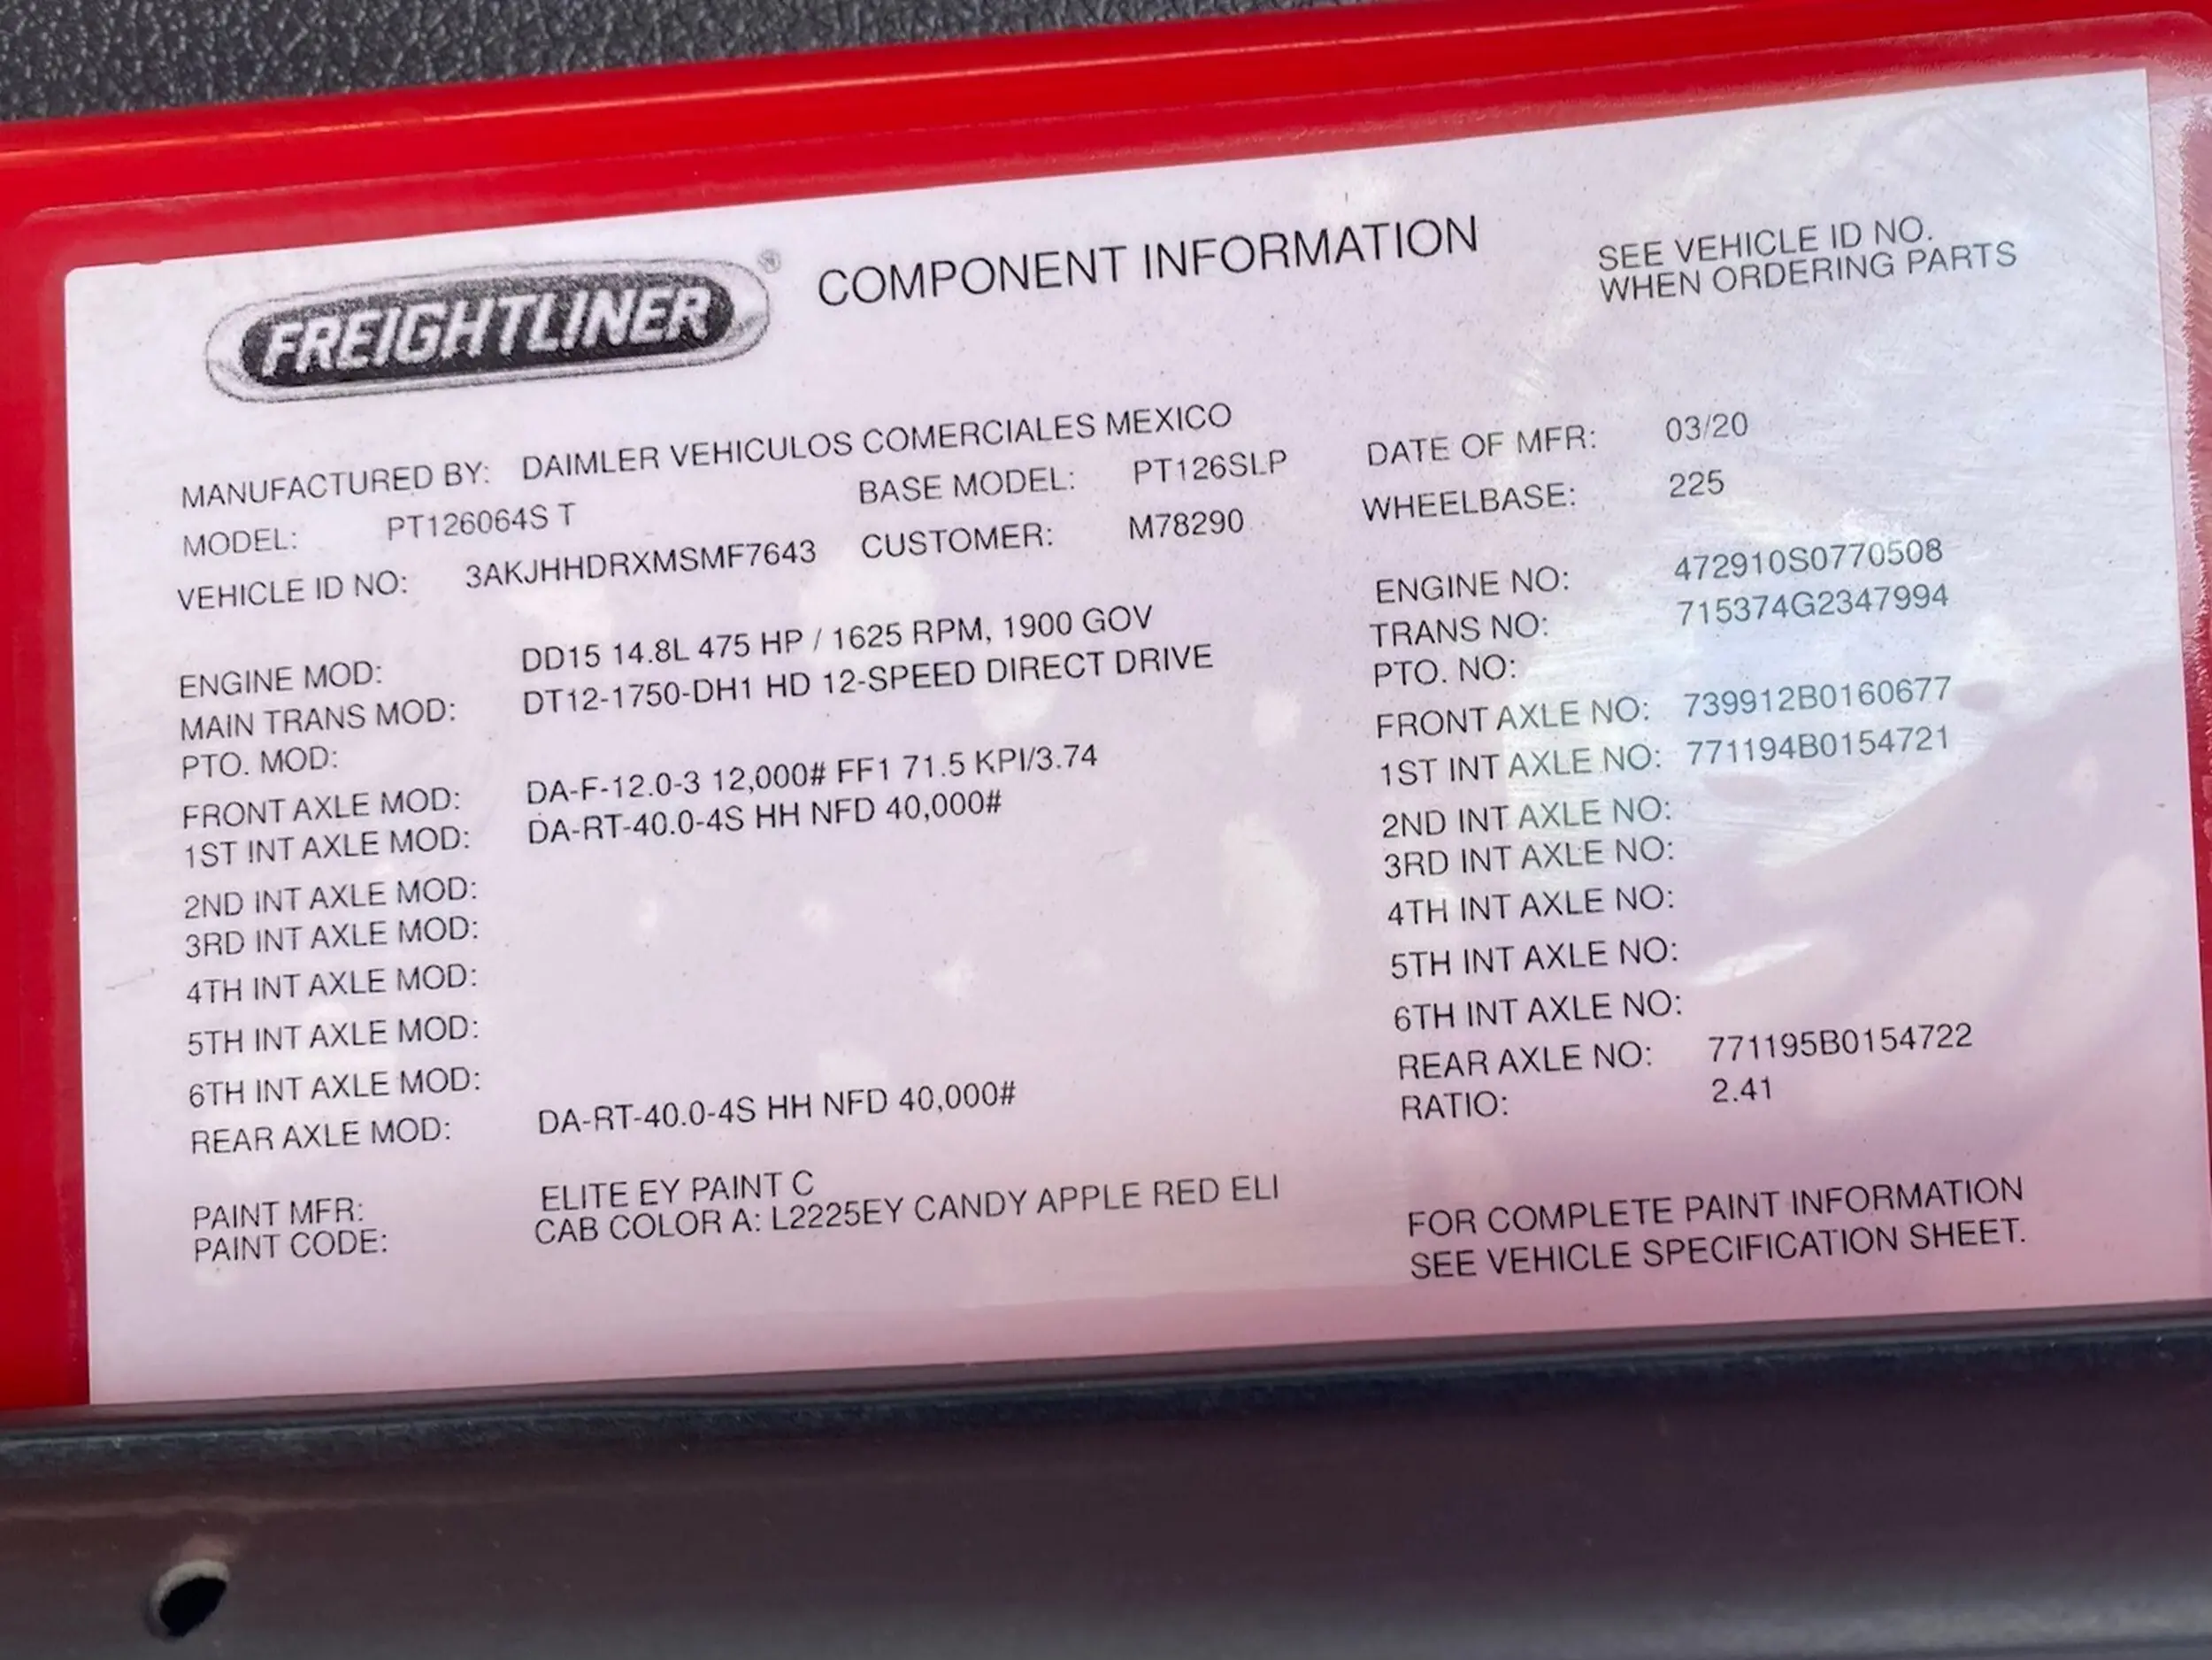 FREIGHTLINER®
COMPONENT INFORMATION
SEE VEHICLE ID NO.
WHEN ORDERING PARTS
MANUFACTURED BY: DAIMLER VEHICULOS COMERCIALES MEXICO
DATE OF MFR: 03/20
MODEL: PT126064S T BASE MODEL: PT126SLP
WHEELBASE: 225
VEHICLE ID NO: 3AKJHHDRXMSMF7643 CUSTOMER: M78290
ENGINE MOD: DD15 14.8L 475 HP / 1625 RPM, 1900 GOV
ENGINE NO: 472910S0770508
MAIN TRANS MOD: DT12-1750-DH1 HD 12-SPEED DIRECT DRIVE
TRANS NO: 715374G2347994
PTO. MOD:
PTO. NO:
FRONT AXLE MOD: DA-F-12.0-3 12,000# FF1 71.5 KPI/3.74
FRONT AXLE NO: 739912B0160677
1ST INT AXLE MOD: DA-RT-40.0-4S HH NFD 40,000#
1ST INT AXLE NO: 771194B0154721
2ND INT AXLE MOD:
2ND INT AXLE NO:
3RD INT AXLE MOD:
3RD INT AXLE NO:
4TH INT AXLE MOD:
4TH INT AXLE NO:
5TH INT AXLE MOD:
5TH INT AXLE NO:
6TH INT AXLE MOD:
6TH INT AXLE NO:
REAR AXLE MOD: DA-RT-40.0-4S HH NFD 40,000#
REAR AXLE NO: 771195B0154722
RATIO: 2.41
PAINT MFR: ELITE EY PAINT C
PAINT CODE: CAB COLOR A: L2225EY CANDY APPLE RED ELI
FOR COMPLETE PAINT INFORMATION
SEE VEHICLE SPECIFICATION SHEET.